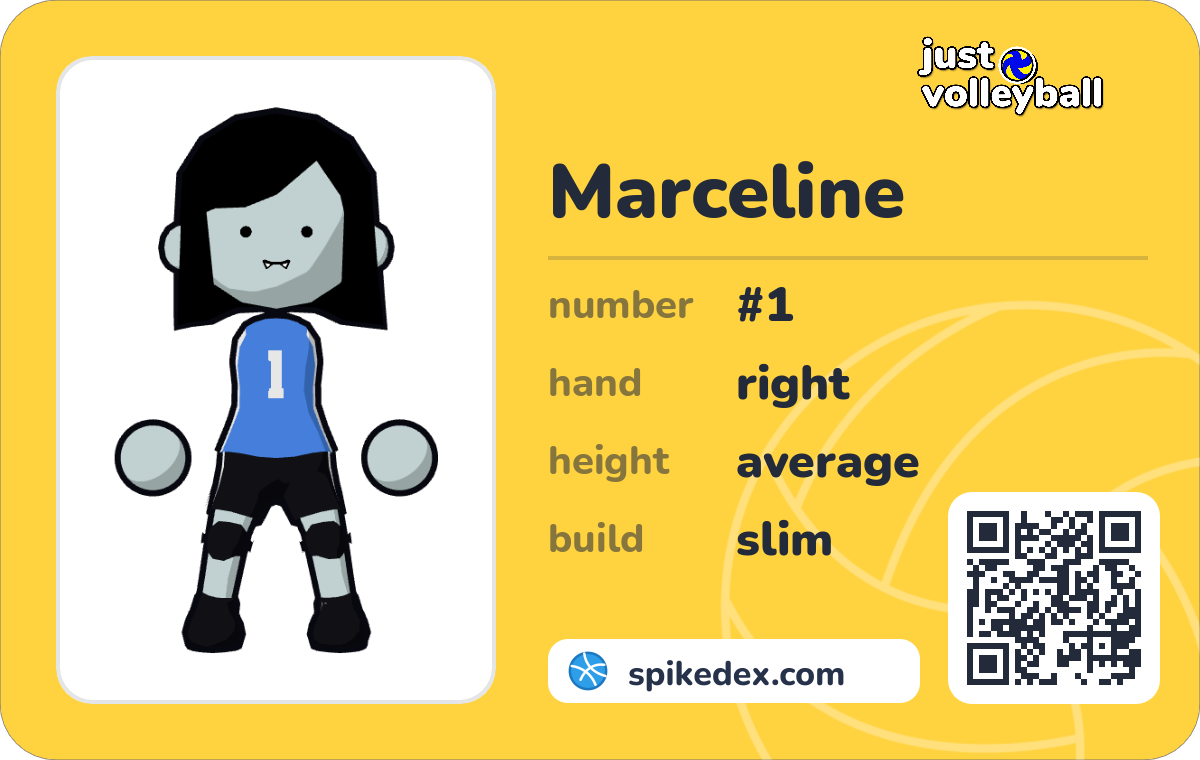 just
volleyball
Marceline
number #1
hand right
height average
build slim
1
spikedex.com